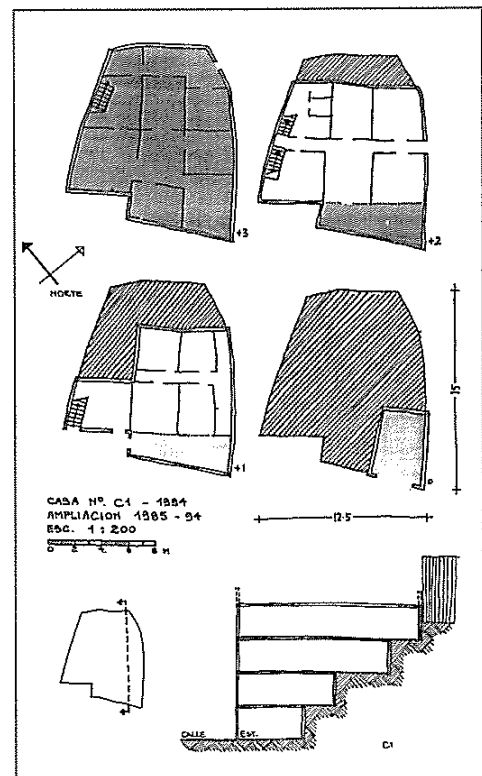 +3
+2
NORTE
+1
0
15
CASA Nº. C1 - 1994
AMPLIACION 1985 - 94
ESC. 1 : 200
0 2 4 6 8 M
12.5
CALLE
EST.
C1